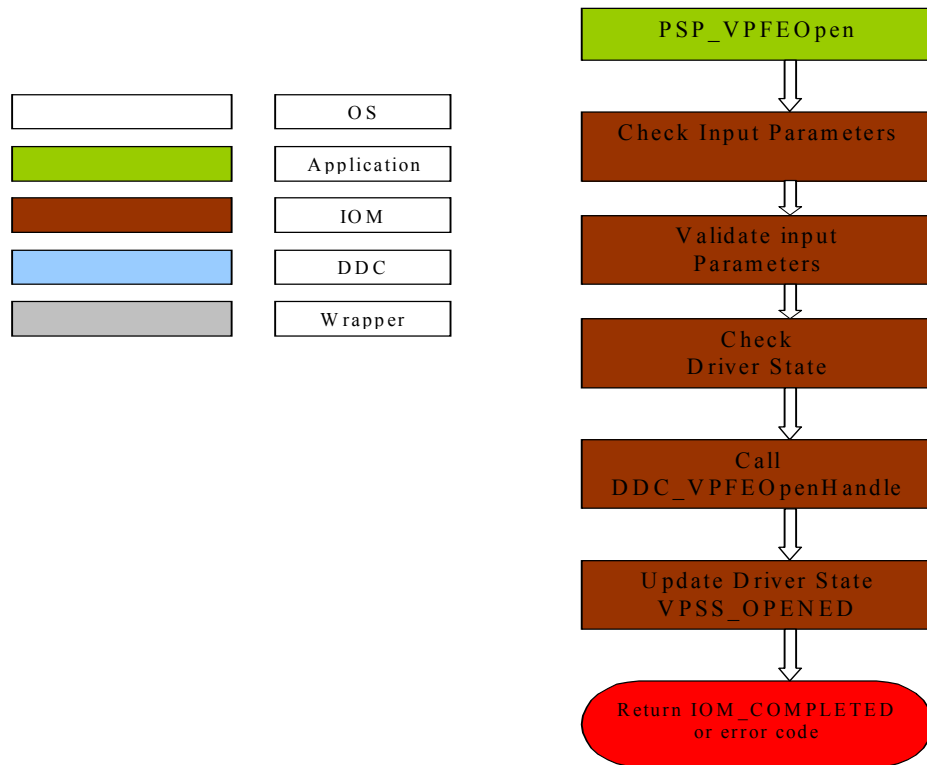 PSP_VPFEOpen
OS
Application
IOM
DDC
Wrapper
Check Input Parameters
Validate input
Parameters
Check
Driver State
Call
DDC_VPFEOpenHandle
Update Driver State
VPSS_OPENED
Return IOM_COMPLETED
or error code